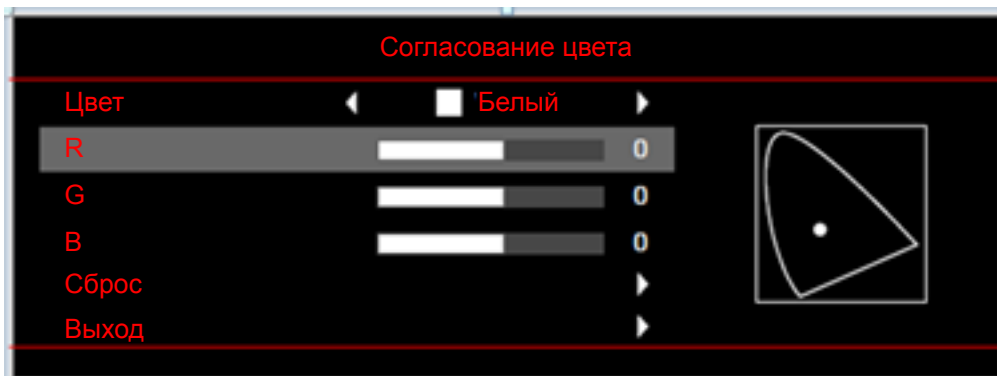 Согласование цвета
Цвет Белый
R 0
G 0
B 0
Сброс
Выход